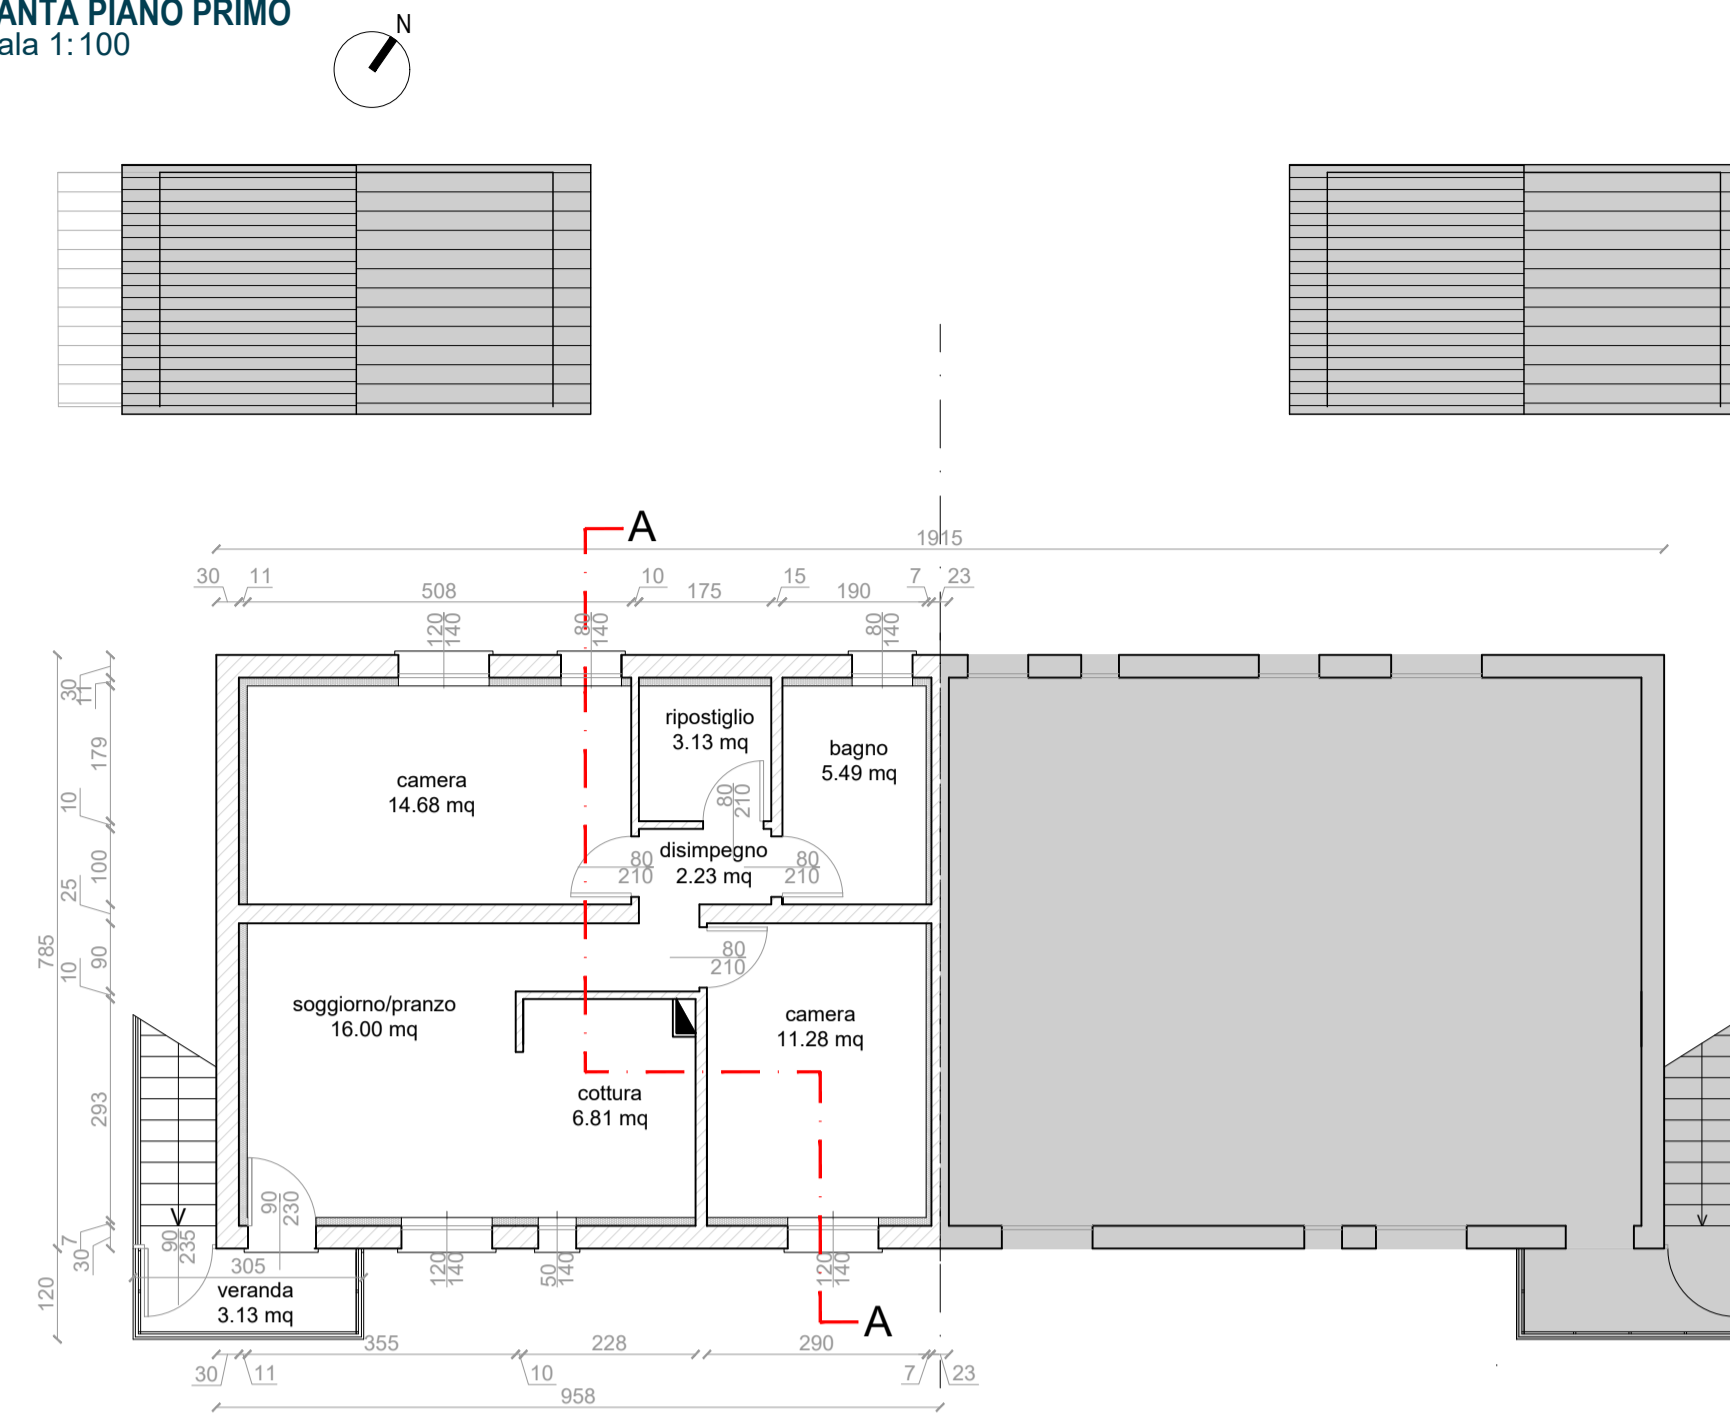 ANTA PIANO PRIMO
ala 1:100
N
A
1915
30 11 508 10 175 15 190 7 23
120
140
80
140
80
140
30
11
179
10
100
25
90
10
293
7
30
785
120
ripostiglio
3.13 mq
bagno
5.49 mq
camera
14.68 mq
80
210
disimpegno
2.23 mq
80
210
80
210
80
210
soggiorno/pranzo
16.00 mq
camera
11.28 mq
cottura
6.81 mq
90
230
90
235
305
veranda
3.13 mq
120
140
50
140
120
140
A
355 228 290
30 11 10 7 23
958